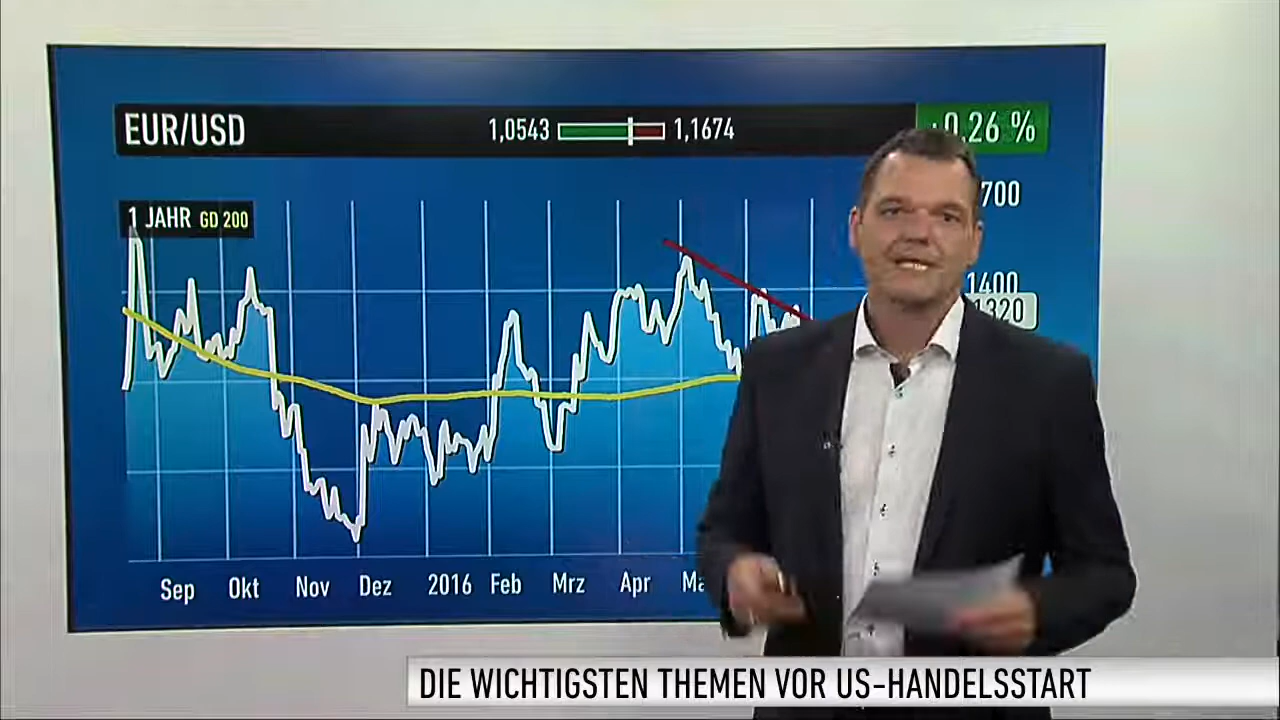 EUR/USD
1,0543
1,1674
0,26 %
1 JAHR GD 200
700
1400
1320
Sep Okt Nov Dez 2016 Feb Mrz Apr
DIE WICHTIGSTEN THEMEN VOR US-HANDELSSTART